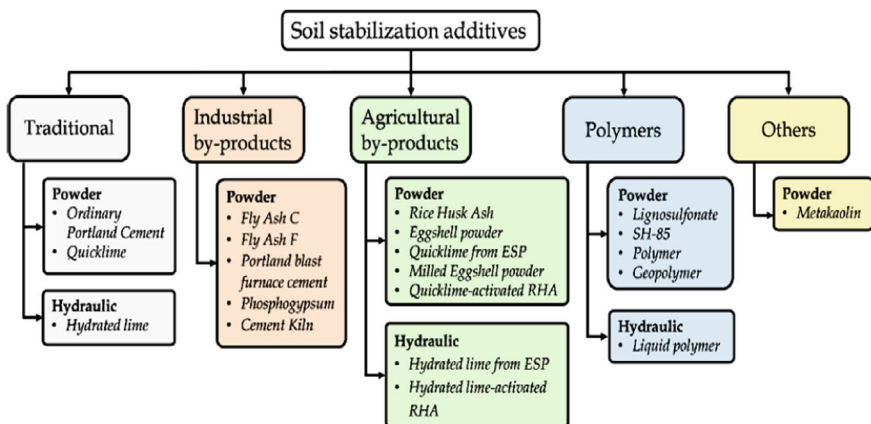 Soil stabilization additives
Traditional
Industrial
by-products
Agricultural
by-products
Polymers
Others
Powder
• Ordinary
Portland Cement
• Quicklime
Hydraulic
• Hydrated lime
Powder
• Fly Ash C
• Fly Ash F
• Portland blast
furnace cement
• Phosphogypsum
• Cement Kiln
Powder
• Rice Husk Ash
• Eggshell powder
• Quicklime from ESP
• Milled Eggshell powder
• Quicklime-activated RHA
Hydraulic
• Hydrated lime from ESP
• Hydrated lime-activated
RHA
Powder
• Lignosulfonate
• SH-85
• Polymer
• Geopolymer
Hydraulic
• Liquid polymer
Powder
• Metakaolin